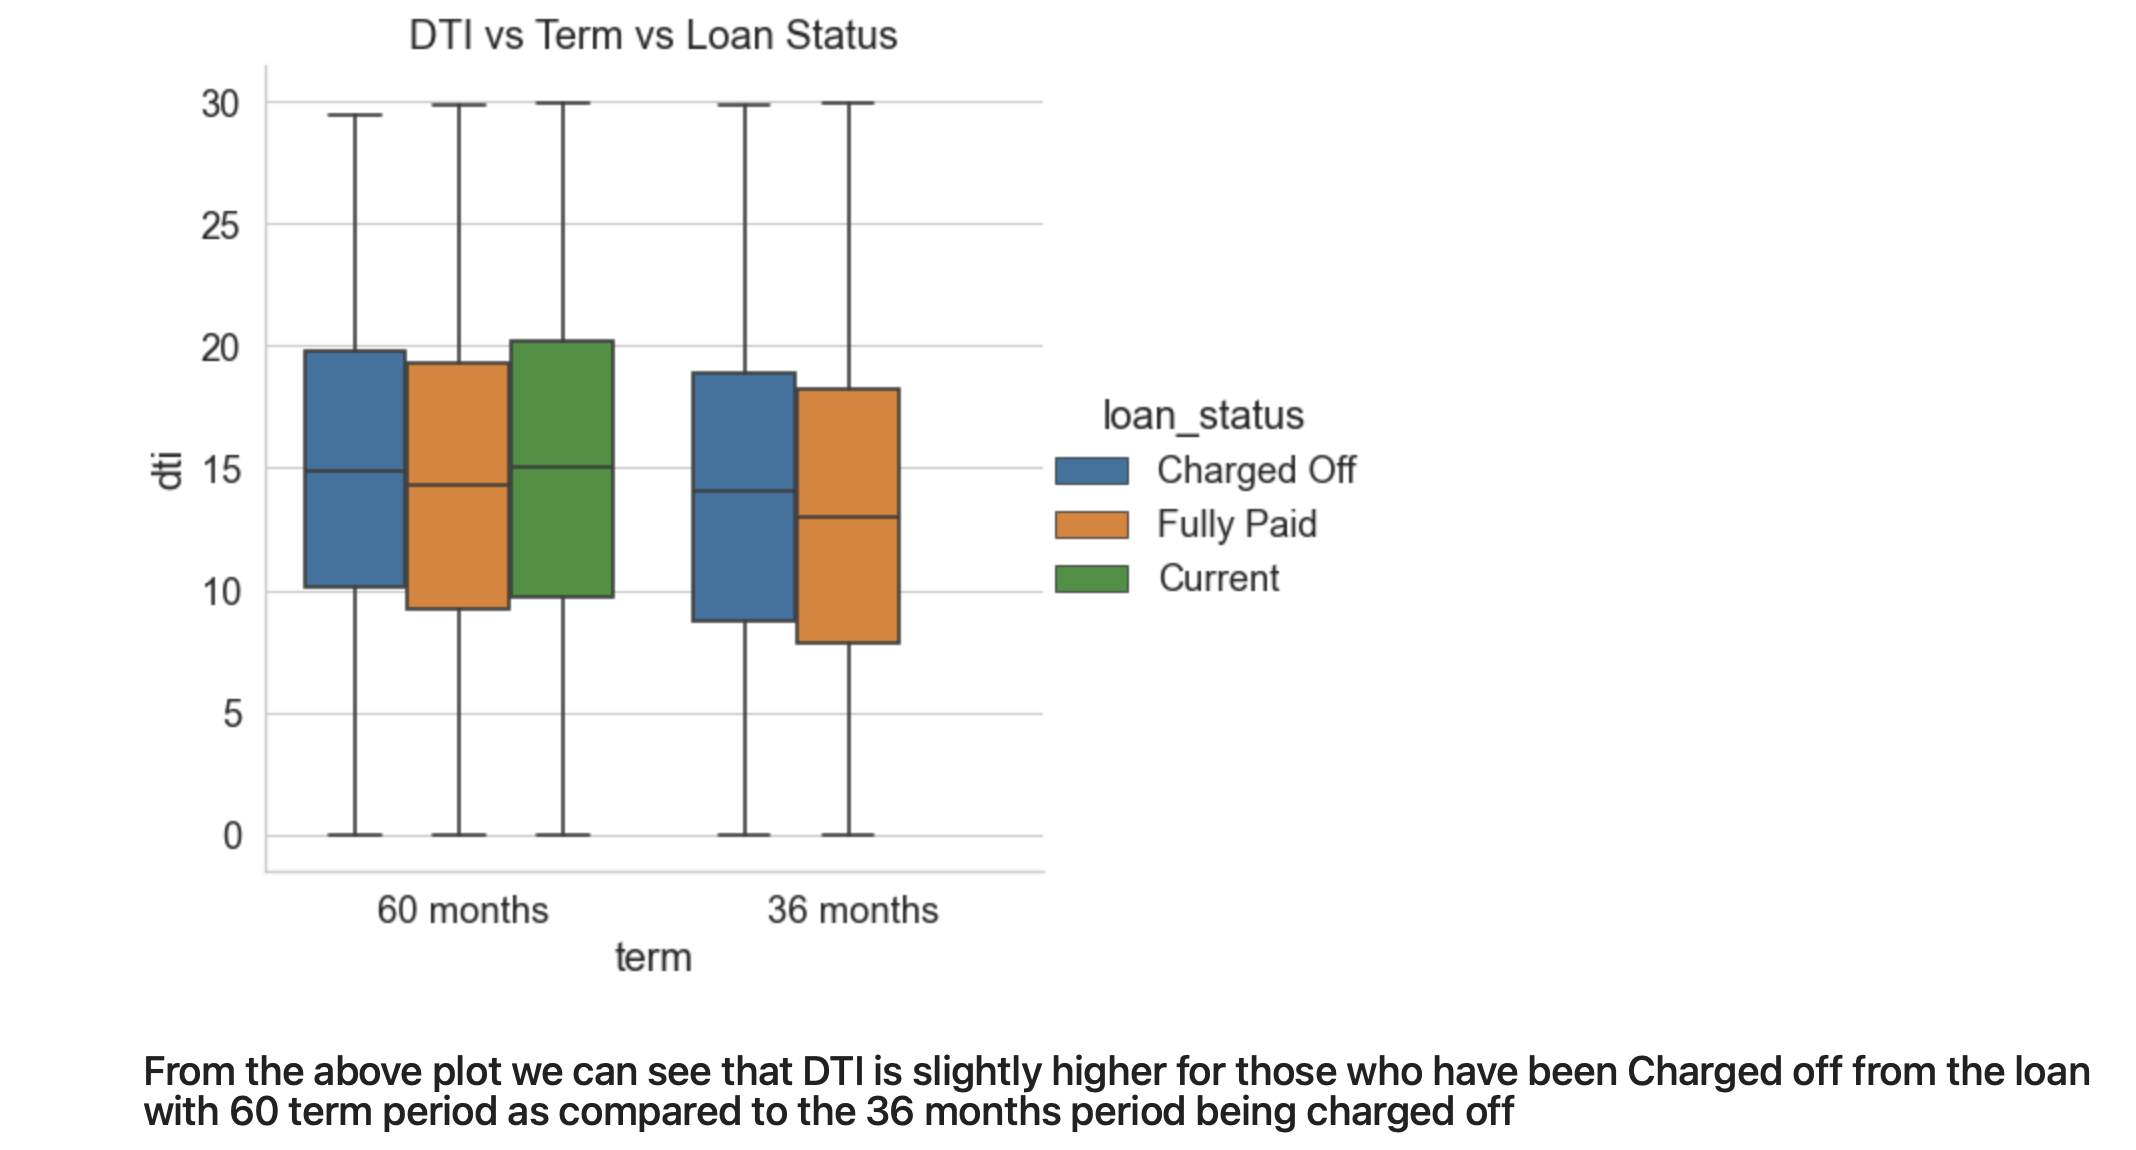 DTI vs Term vs Loan Status
30
25
20
15
10
5
0
dti
60 months
36 months
term
loan_status
Charged Off
Fully Paid
Current
From the above plot we can see that DTI is slightly higher for those who have been Charged off from the loan
with 60 term period as compared to the 36 months period being charged off